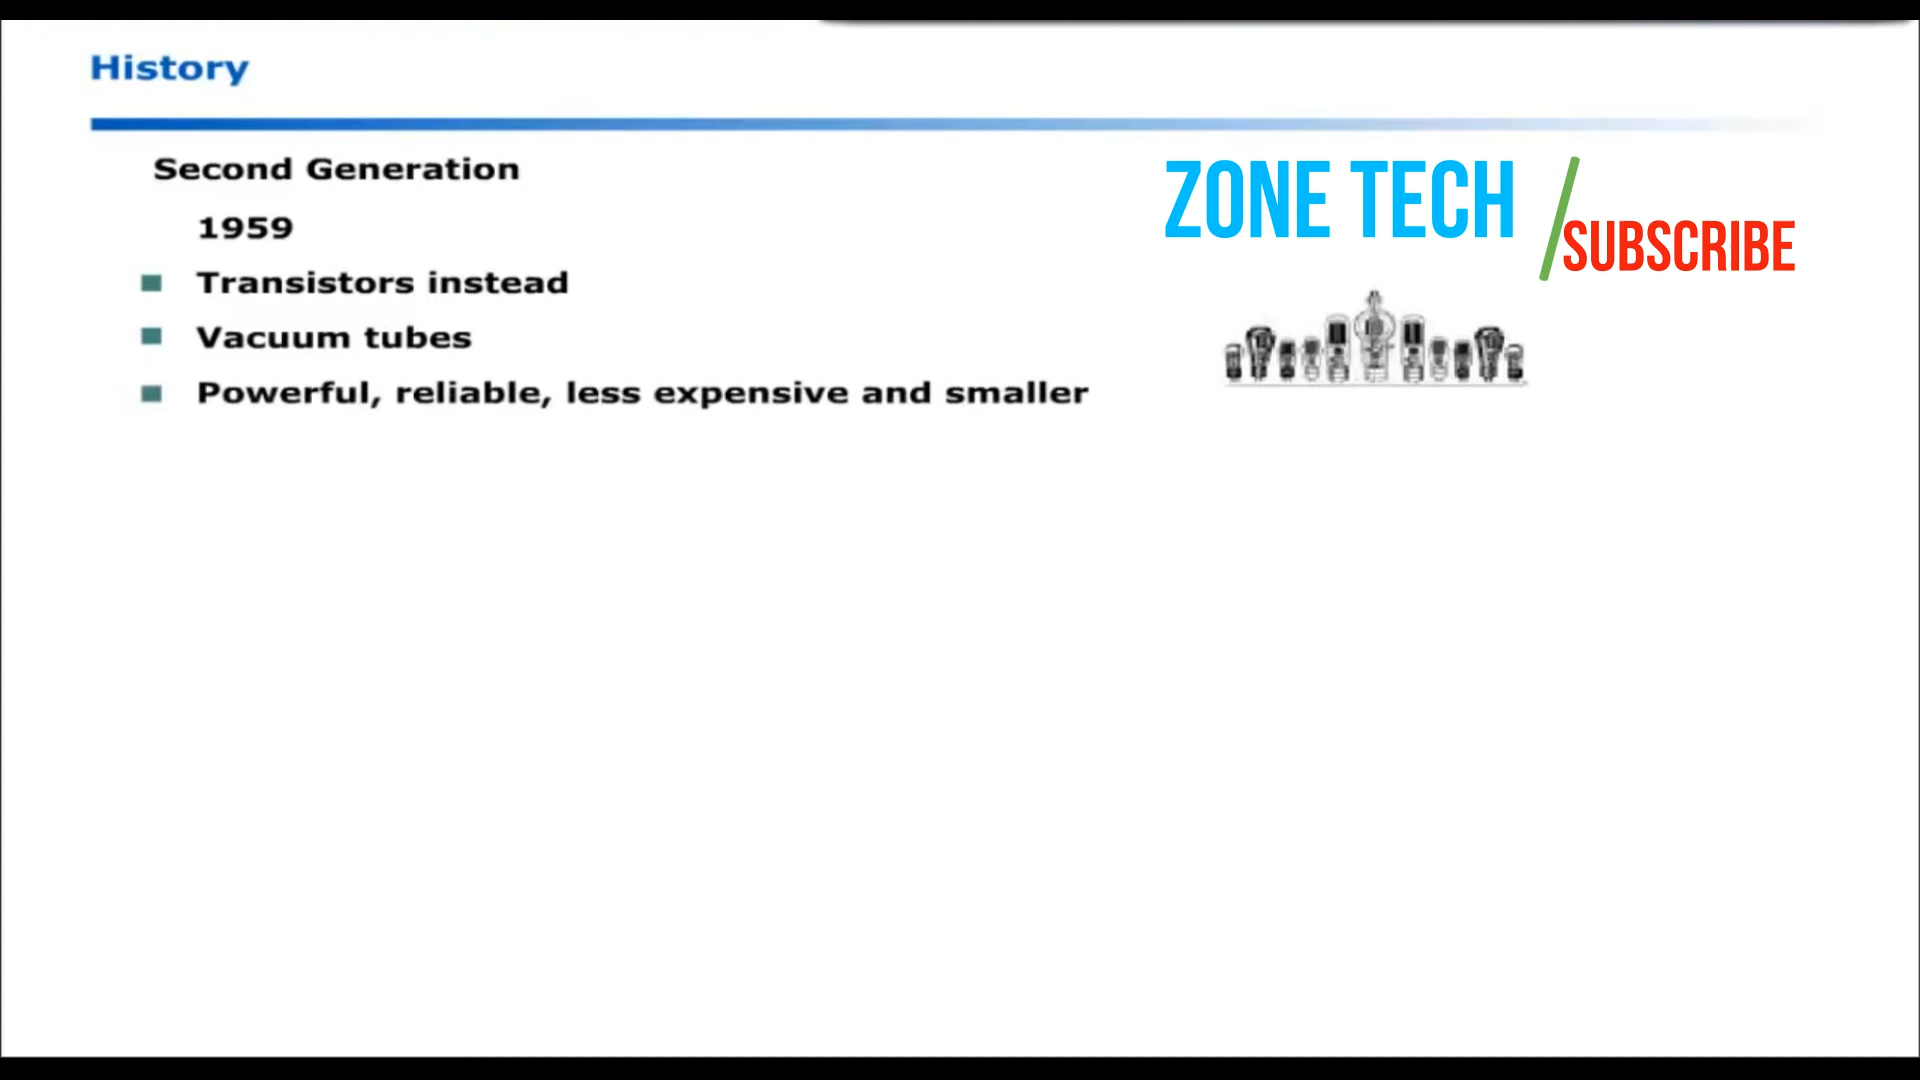 History
Second Generation
1959
Transistors instead
Vacuum tubes
Powerful, reliable, less expensive and smaller
ZONE TECH
SUBSCRIBE